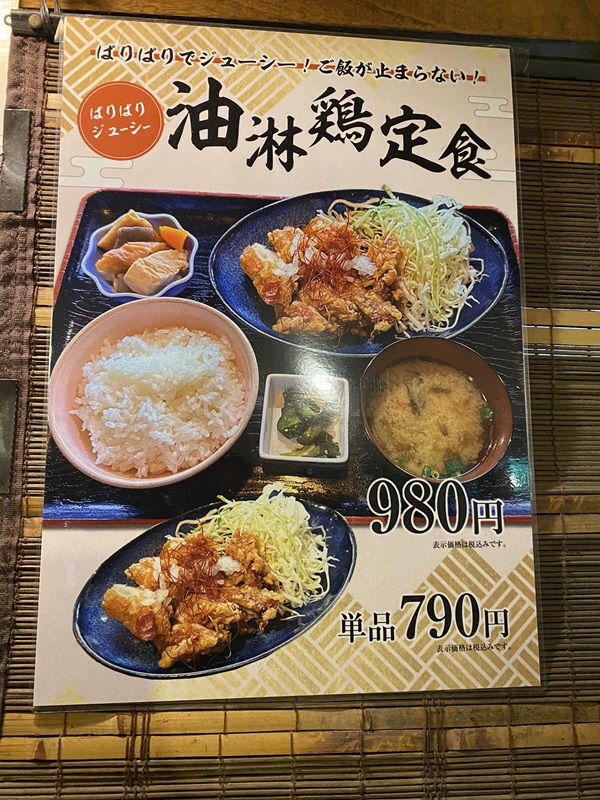 ぱりぱりでジューシー!ご飯が止まらない!
ぱりぱり
ジューシー
油淋鶏定食
980円
表示価格は税込みです。
単品790円
表示価格は税込みです。